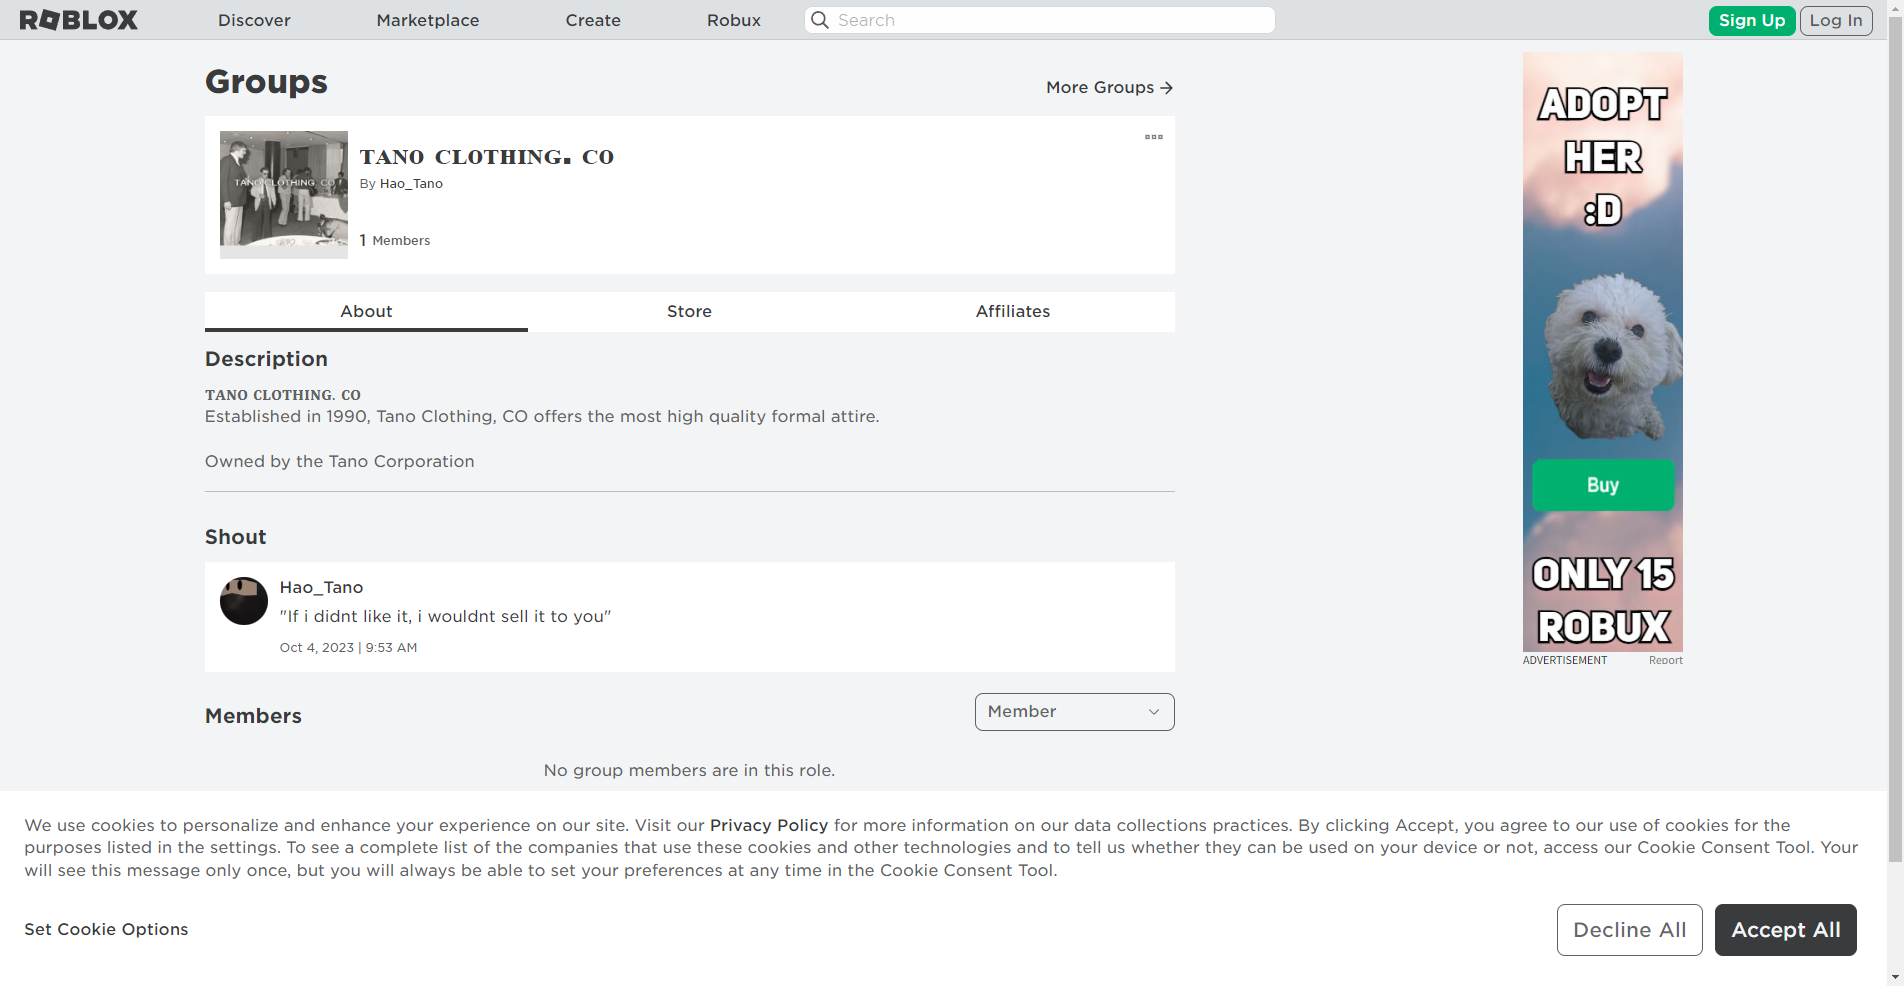 ROBLOX
Discover
Marketplace
Create
Robux
Search
Sign Up
Log In
Groups
More Groups
TANO CLOTHING. CO
TANO CLOTHING. CO
By Hao_Tano
1 Members
About
Store
Affiliates
Description
TANO CLOTHING. CO
Established in 1990, Tano Clothing, CO offers the most high quality formal attire.
Owned by the Tano Corporation
Shout
Hao_Tano
"If i didnt like it, i wouldnt sell it to you"
Oct 4, 2023 | 9:53 AM
Members
Member
No group members are in this role.
ADOPT
HER
:D
Buy
ONLY 15
ROBUX
ADVERTISEMENT
Report
We use cookies to personalize and enhance your experience on our site. Visit our Privacy Policy for more information on our data collections practices. By clicking Accept, you agree to our use of cookies for the
purposes listed in the settings. To see a complete list of the companies that use these cookies and other technologies and to tell us whether they can be used on your device or not, access our Cookie Consent Tool. Your
will see this message only once, but you will always be able to set your preferences at any time in the Cookie Consent Tool.
Set Cookie Options
Decline All
Accept All